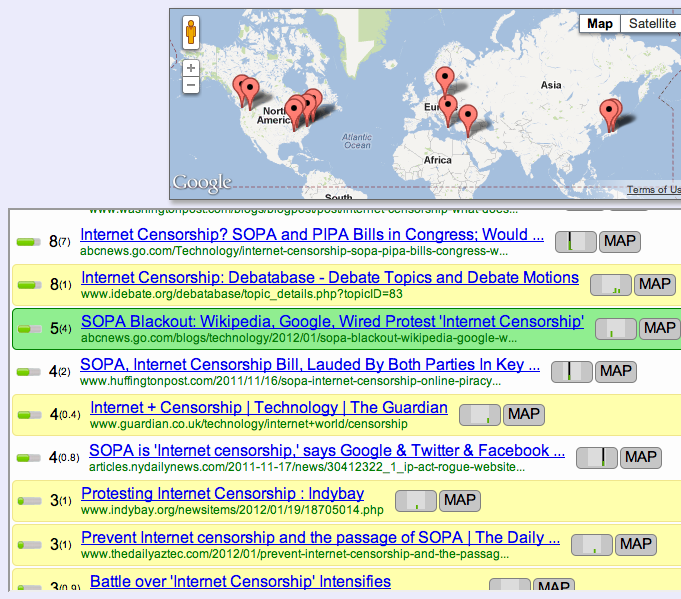 Map Satellite
+
−
North
America
Europe
Asia
Atlantic
Ocean
Africa
South
Google
Terms of Us
www.washingtonpost.com/blogs/blogpost/post/internet-censorship-what-does...
8(7) Internet Censorship? SOPA and PIPA Bills in Congress; Would ... MAP
abcnews.go.com/Technology/internet-censorship-sopa-pipa-bills-congress-w...
8(1) Internet Censorship: Debatabase - Debate Topics and Debate Motions MAP
www.idebate.org/debatabase/topic_details.php?topicID=83
5(4) SOPA Blackout: Wikipedia, Google, Wired Protest 'Internet Censorship' MAP
abcnews.go.com/blogs/technology/2012/01/sopa-blackout-wikipedia-google-w...
4(2) SOPA, Internet Censorship Bill, Lauded By Both Parties In Key ... MAP
www.huffingtonpost.com/2011/11/16/sopa-internet-censorship-online-piracy...
4(0.4) Internet + Censorship | Technology | The Guardian MAP
www.guardian.co.uk/technology/internet+world/censorship
4(0.8) SOPA is 'Internet censorship,' says Google & Twitter & Facebook ... MAP
articles.nydailynews.com/2011-11-17/news/30412322_1_ip-act-rogue-website...
3(1) Protesting Internet Censorship : Indybay MAP
www.indybay.org/newsitems/2012/01/19/18705014.php
3(1) Prevent Internet censorship and the passage of SOPA | The Daily ... MAP
www.thedailyaztec.com/2012/01/prevent-internet-censorship-and-the-passag...
3(0.9) Battle over 'Internet Censorship' Intensifies MAP